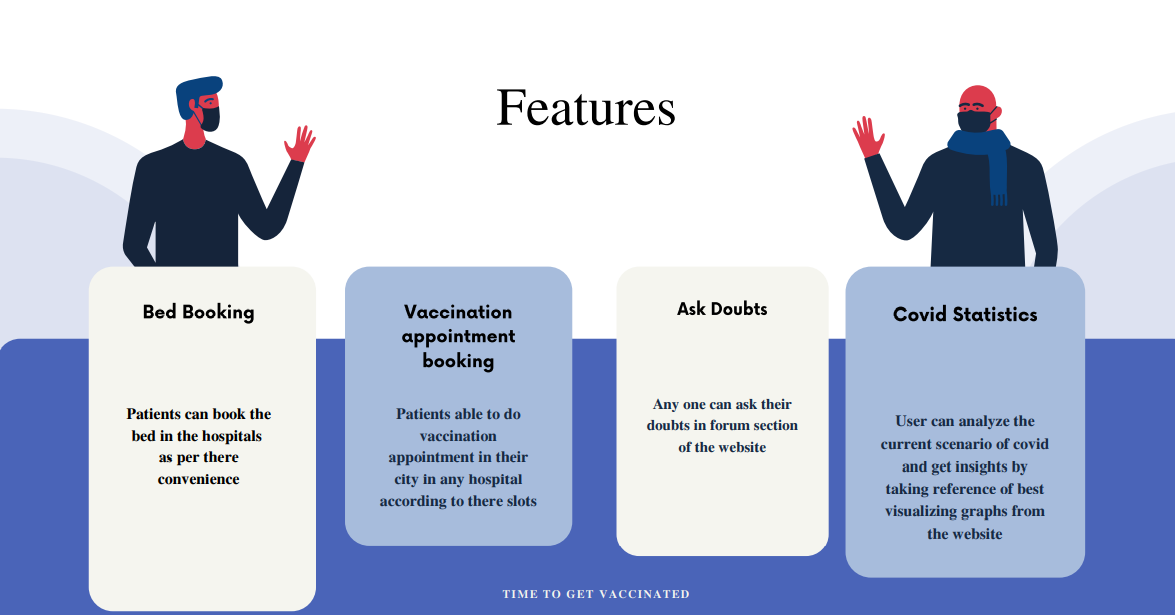 Features
Bed Booking
Patients can book the
bed in the hospitals
as per there
convenience
Vaccination
appointment
booking
Patients able to do
vaccination
appointment in their
city in any hospital
according to there slots
Ask Doubts
Any one can ask their
doubts in forum section
of the website
Covid Statistics
User can analyze the
current scenario of covid
and get insights by
taking reference of best
visualizing graphs from
the website
TIME TO GET VACCINATED